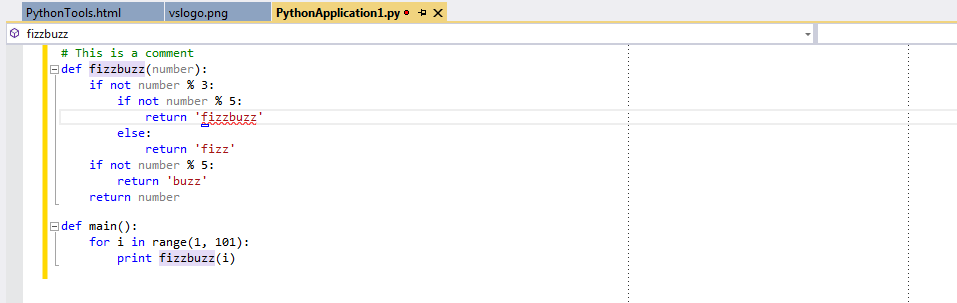 PythonTools.html vslogo.png PythonApplication1.py
fizzbuzz
# This is a comment
def fizzbuzz(number):
    if not number % 3:
        if not number % 5:
            return 'fizzbuzz'
        else:
            return 'fizz'
    if not number % 5:
        return 'buzz'
    return number
def main():
    for i in range(1, 101):
        print fizzbuzz(i)